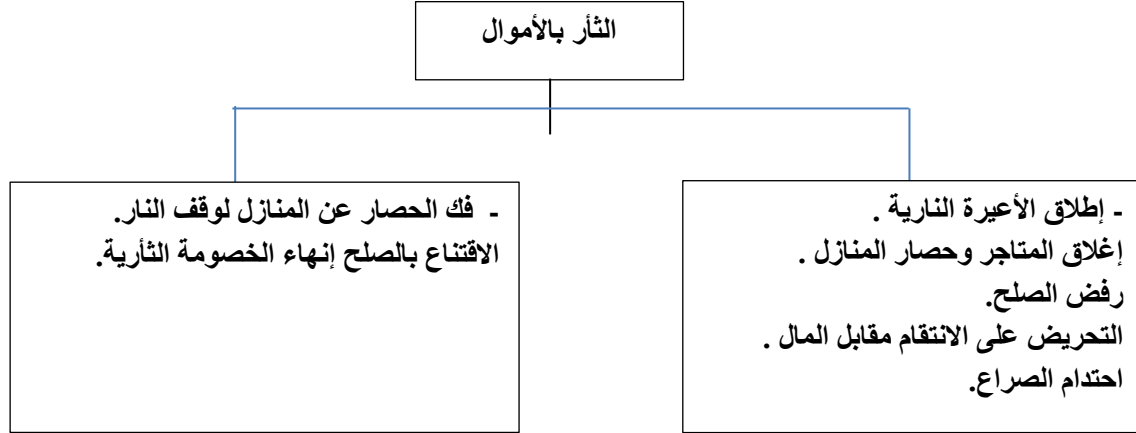 الثأر بالأموال
- إطلاق الأعيرة النارية .
إغلاق المتاجر وحصار المنازل .
رفض الصلح.
التحريض على الانتقام مقابل المال .
احتدام الصراع.
- فك الحصار عن المنازل لوقف النار.
الاقتناع بالصلح إنهاء الخصومة الثأرية.